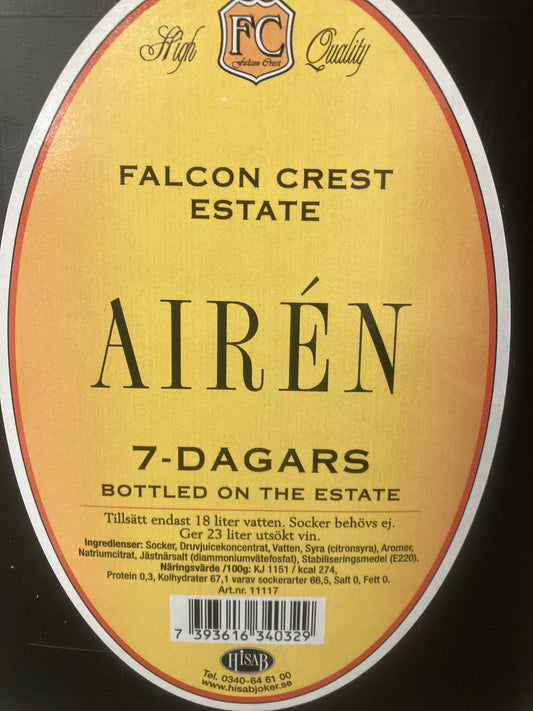 High FC Quality
Falcon Crest
FALCON CREST
ESTATE
AIRÉN
7-DAGARS
BOTTLED ON THE ESTATE
Tillsätt endast 18 liter vatten. Socker behövs ej.
Ger 23 liter utsökt vin.
Ingredienser: Socker, Druvjuicekoncentrat, Vatten, Syra (citronsyra), Aromer,
Natriumcitrat, Jästnärsalt (diammoniumvätefosfat), Stabiliseringsmedel (E220).
Näringsvärde /100g: KJ 1151 / kcal 274,
Protein 0,3, Kolhydrater 67,1 varav sockerarter 66,5, Salt 0, Fett 0.
Art.nr. 11117
7 393616 340329
HISAB
Tel. 0340-64 61 00
www.hisabjoker.se